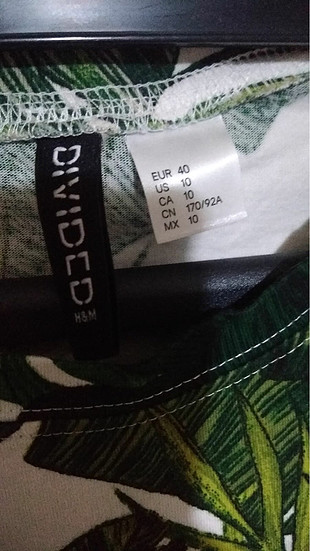 DIVIDED
H&M
EUR 40
US 10
CA 10
CN 170/92A
MX 10